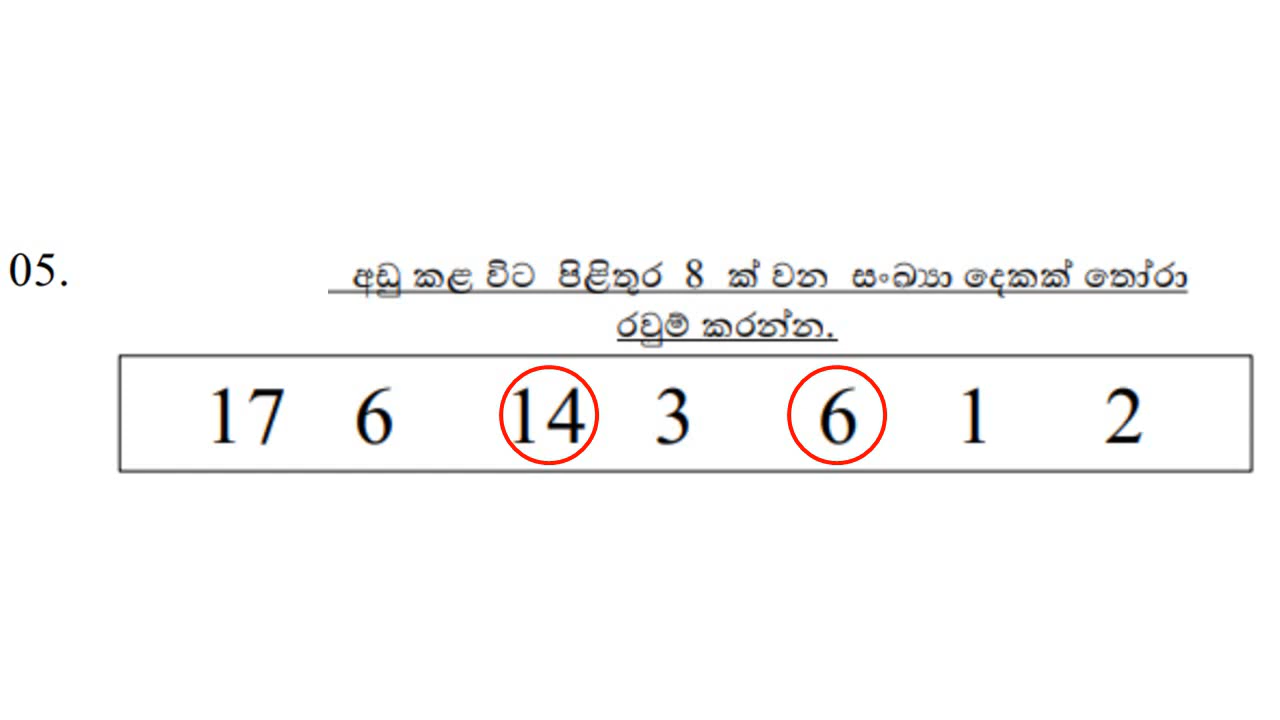 05. අඩු කළ විට පිළිතුර 8 ක් වන සංඛ්‍යා දෙකක් තෝරා
රවුම් කරන්න.
17 6 14 3 6 1 2